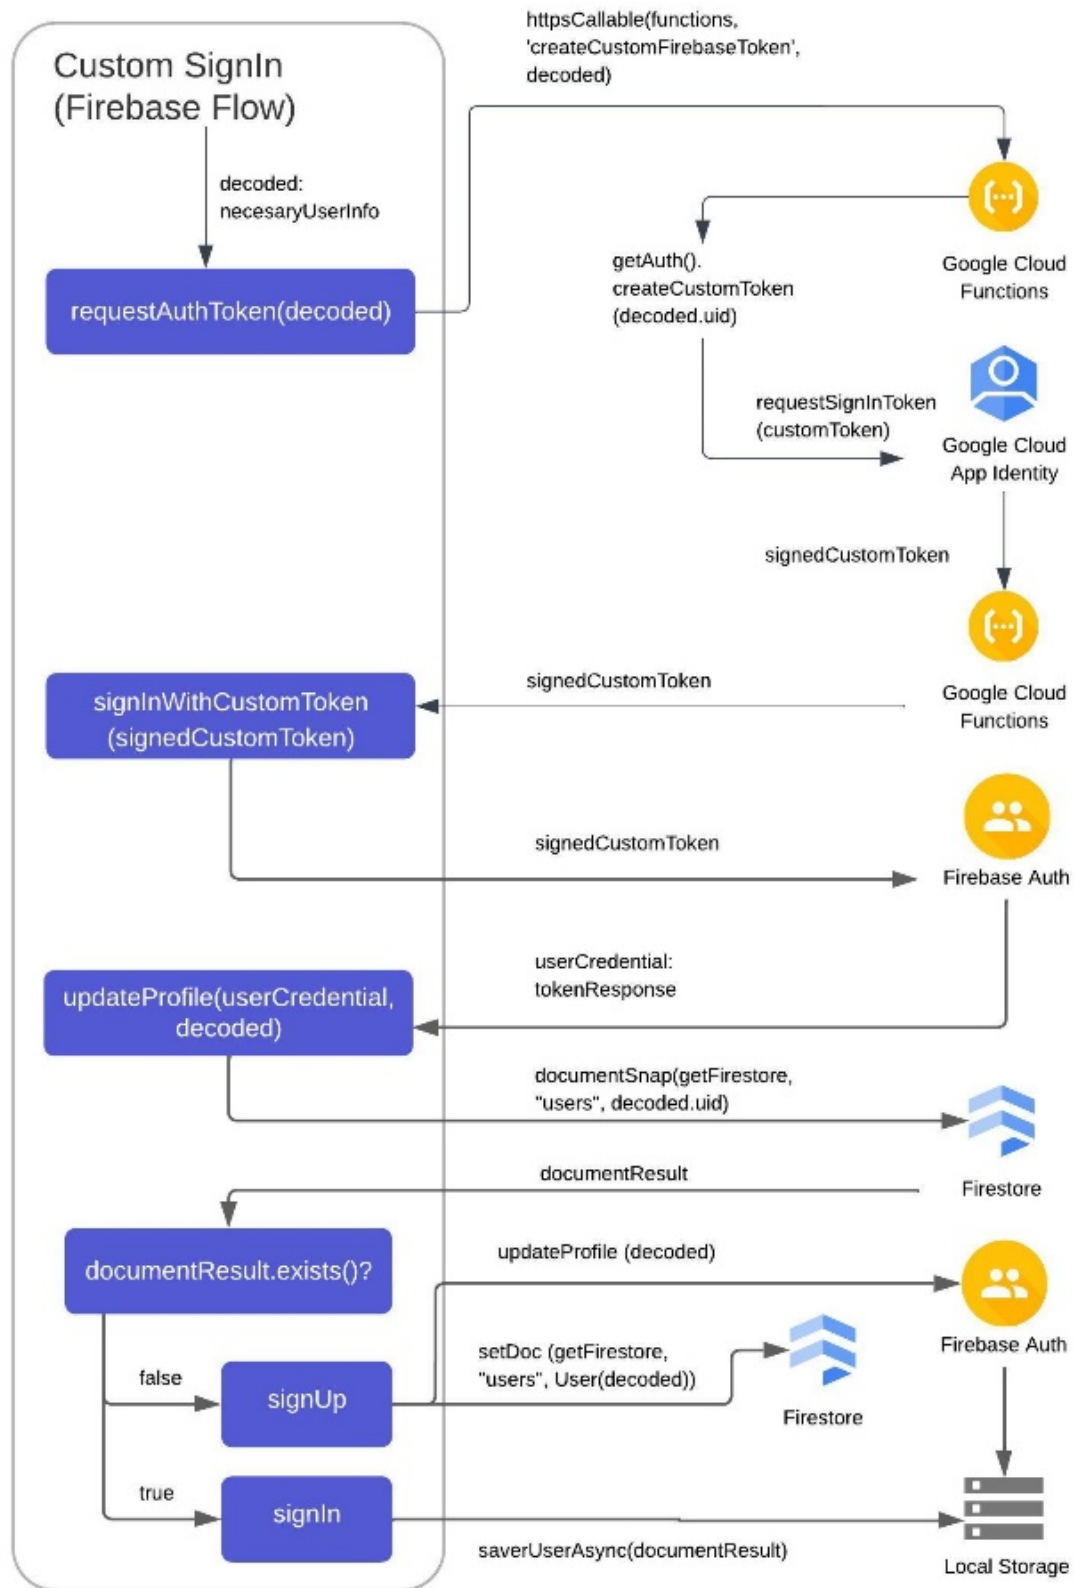 httpsCallable(functions,
'createCustomFirebaseToken',
decoded)
Custom SignIn
(Firebase Flow)
decoded:
necesaryUserInfo
requestAuthToken(decoded)
getAuth().
createCustomToken
(decoded.uid)
Google Cloud
Functions
requestSignInToken
(customToken)
Google Cloud
App Identity
signedCustomToken
signInWithCustomToken
(signedCustomToken)
signedCustomToken
Google Cloud
Functions
signedCustomToken
Firebase Auth
userCredential:
tokenResponse
updateProfile(userCredential,
decoded)
documentSnap(getFirestore,
"users", decoded.uid)
Firestore
documentResult
documentResult.exists()?
updateProfile (decoded)
Firebase Auth
false
signUp
setDoc (getFirestore,
"users", User(decoded))
Firestore
true
signIn
saverUserAsync(documentResult)
Local Storage